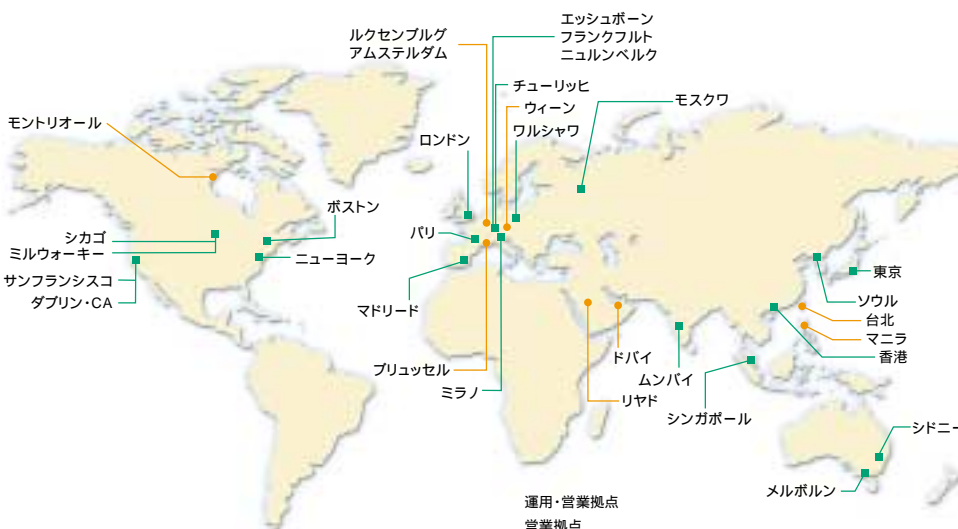 エッシュボーン
フランクフルト
ニュルンベルク
ルクセンブルグ
アムステルダム
チューリッヒ
ウィーン
ワルシャワ
モスクワ
ロンドン
モントリオール
ボストン
シカゴ
ミルウォーキー
ニューヨーク
サンフランシスコ
ダブリン・CA
パリ
マドリード
ブリュッセル
ミラノ
ドバイ
リヤド
ムンバイ
シンガポール
東京
ソウル
台北
マニラ
香港
シドニー
メルボルン
運用・営業拠点
営業拠点